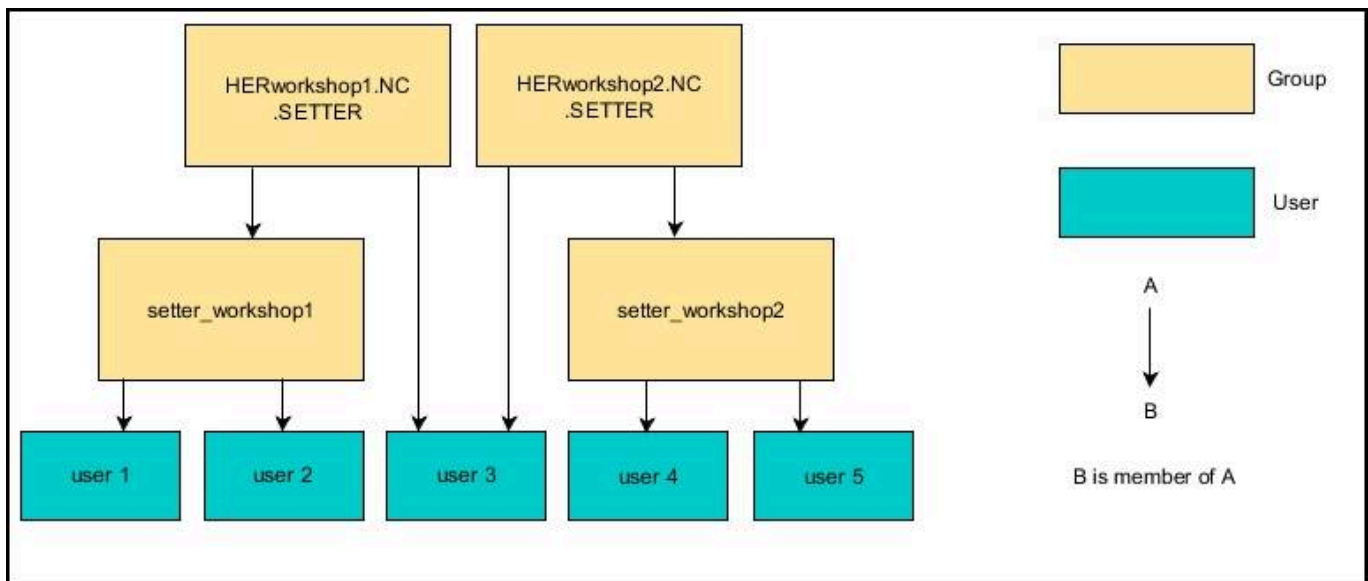 HERworkshop1.NC
.SETTER
HERworkshop2.NC
.SETTER
Group
User
setter_workshop1
setter_workshop2
A
B
user 1
user 2
user 3
user 4
user 5
B is member of A